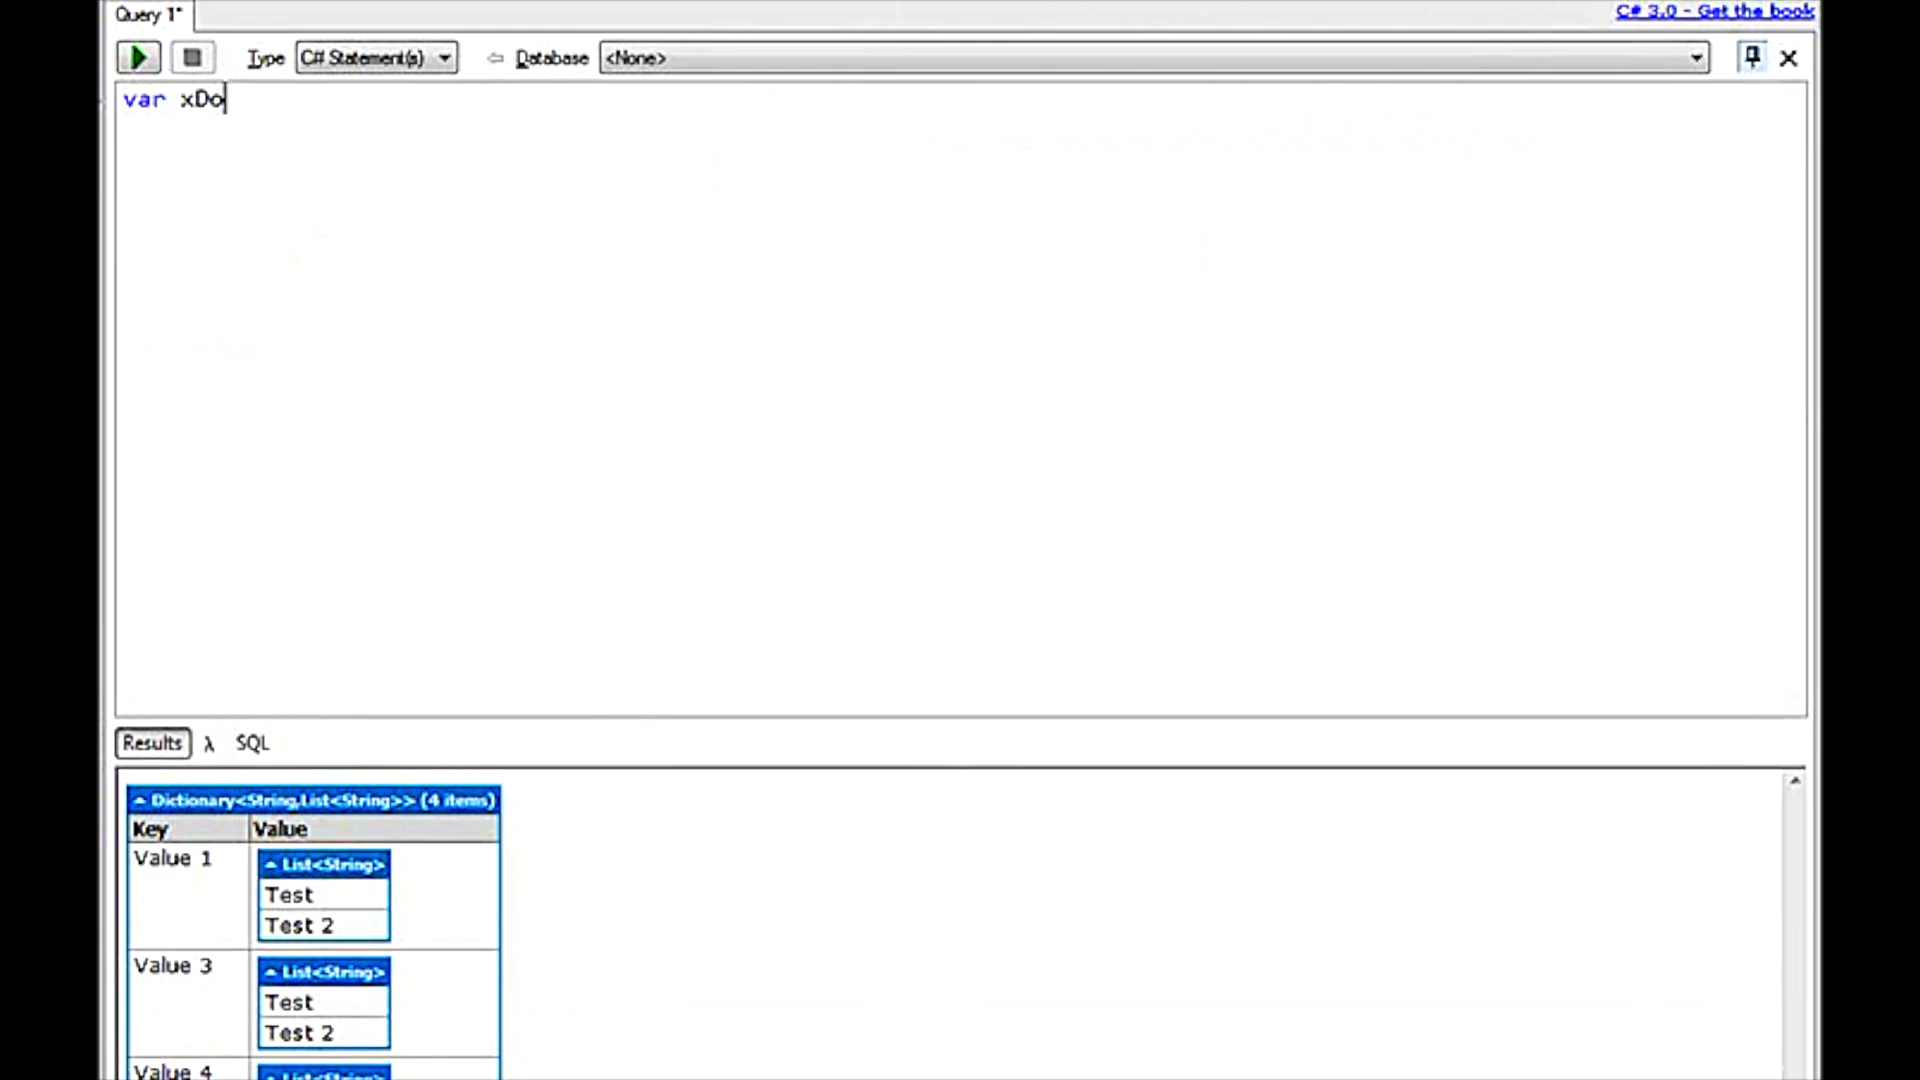 Query 1*
C# 3.0 - Get the book
Type C# Statement(s) Database <None>
var xDo
Results λ SQL
Dictionary<String,List<String>> (4 items)
Key Value
Value 1 List<String>
Test
Test 2
Value 3 List<String>
Test
Test 2
Value 4 List<String>